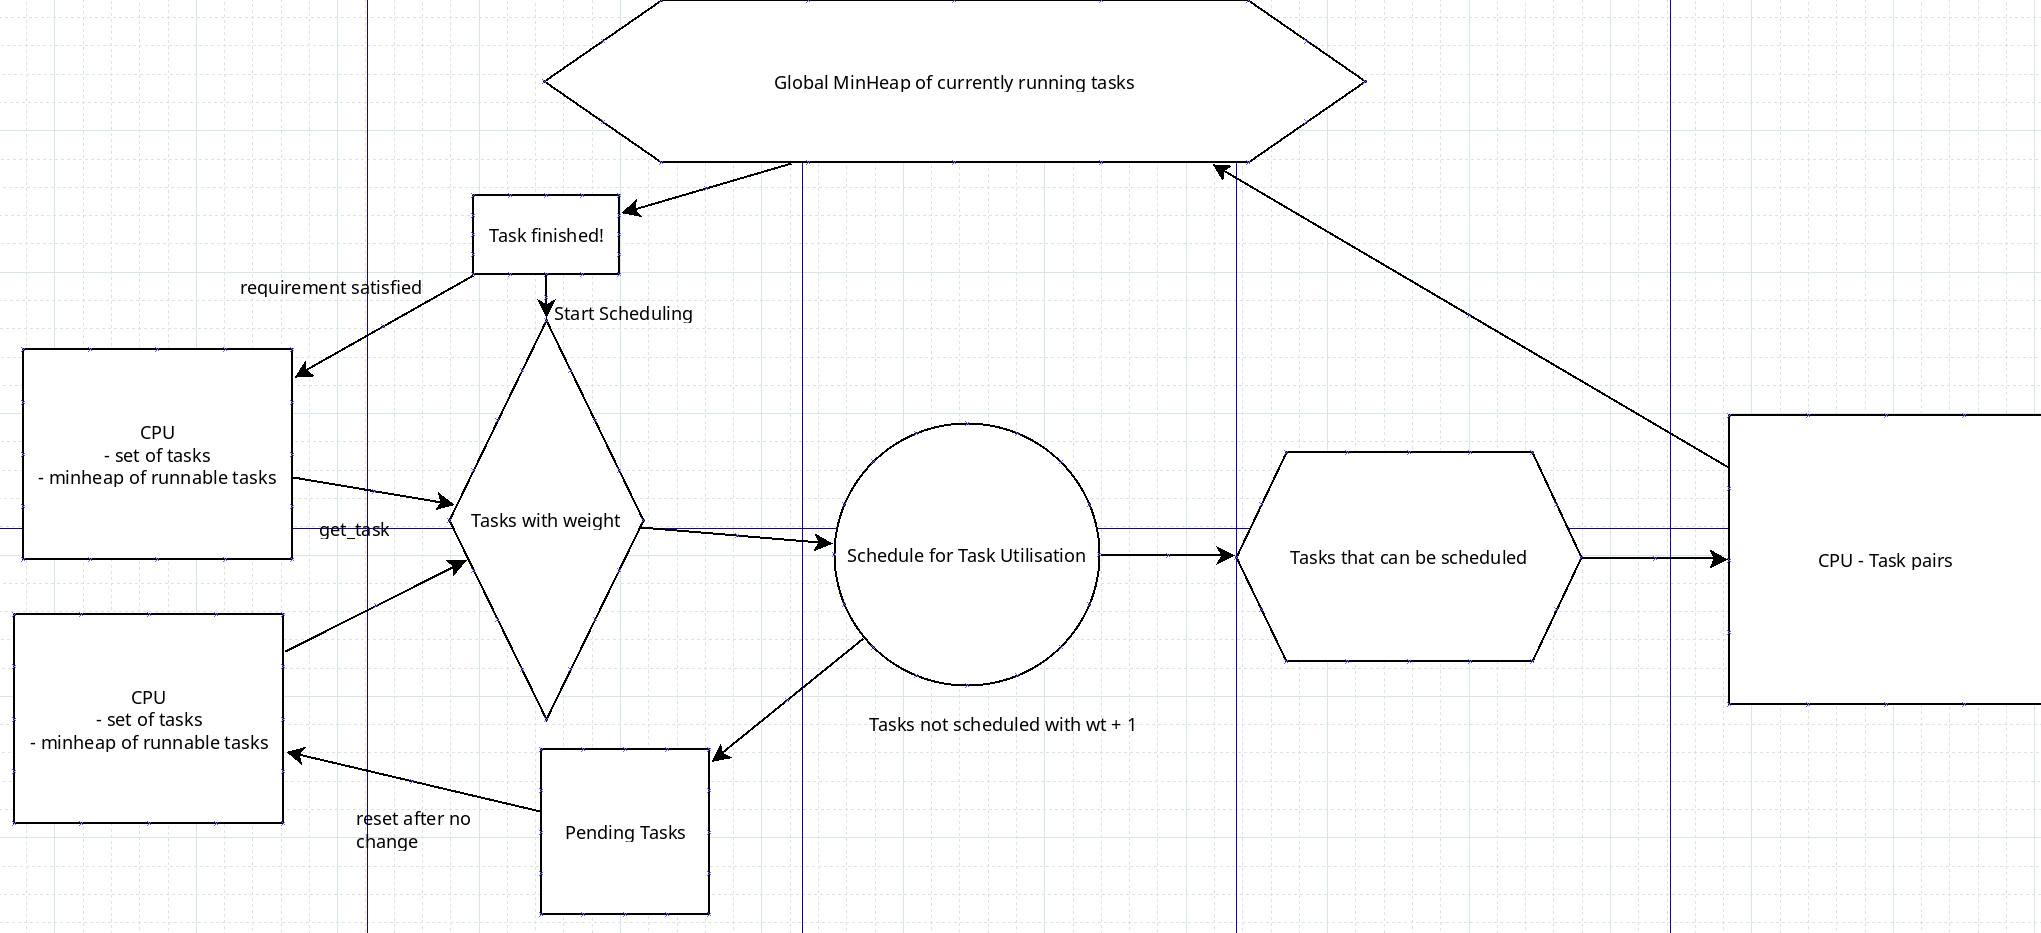 Global MinHeap of currently running tasks
Task finished!
requirement satisfied
Start Scheduling
CPU
- set of tasks
- minheap of runnable tasks
get_task
Tasks with weight
Schedule for Task Utilisation
Tasks that can be scheduled
CPU - Task pairs
CPU
- set of tasks
- minheap of runnable tasks
Tasks not scheduled with wt + 1
reset after no
change
Pending Tasks